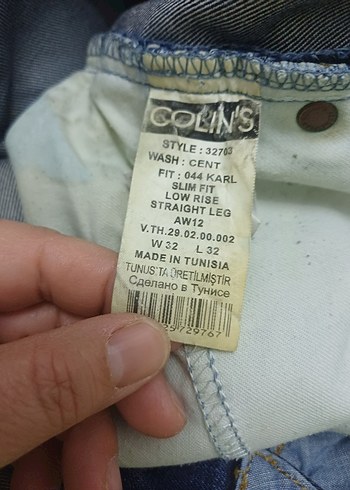 COLIN'S
STYLE : 32703
WASH : CENT
FIT : 044 KARL
SLIM FIT
LOW RISE
STRAIGHT LEG
AW12
V.TH.29.02.00.002
W 32 L 32
MADE IN TUNISIA
TUNUS'TA ÜRETİLMİŞTİR
Сделано в Тунисе